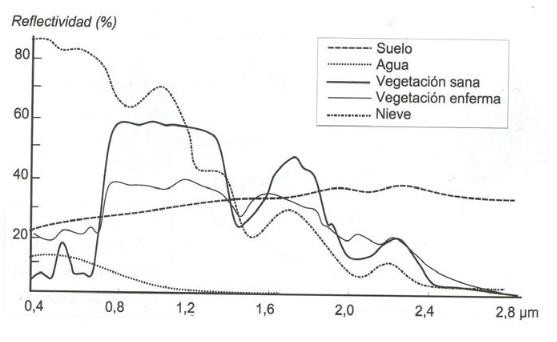 Reflectividad (%)
80
60
40
20
Suelo
Agua
Vegetación sana
Vegetación enferma
Nieve
0,4 0,8 1,2 1,6 2,0 2,4 2,8 μm